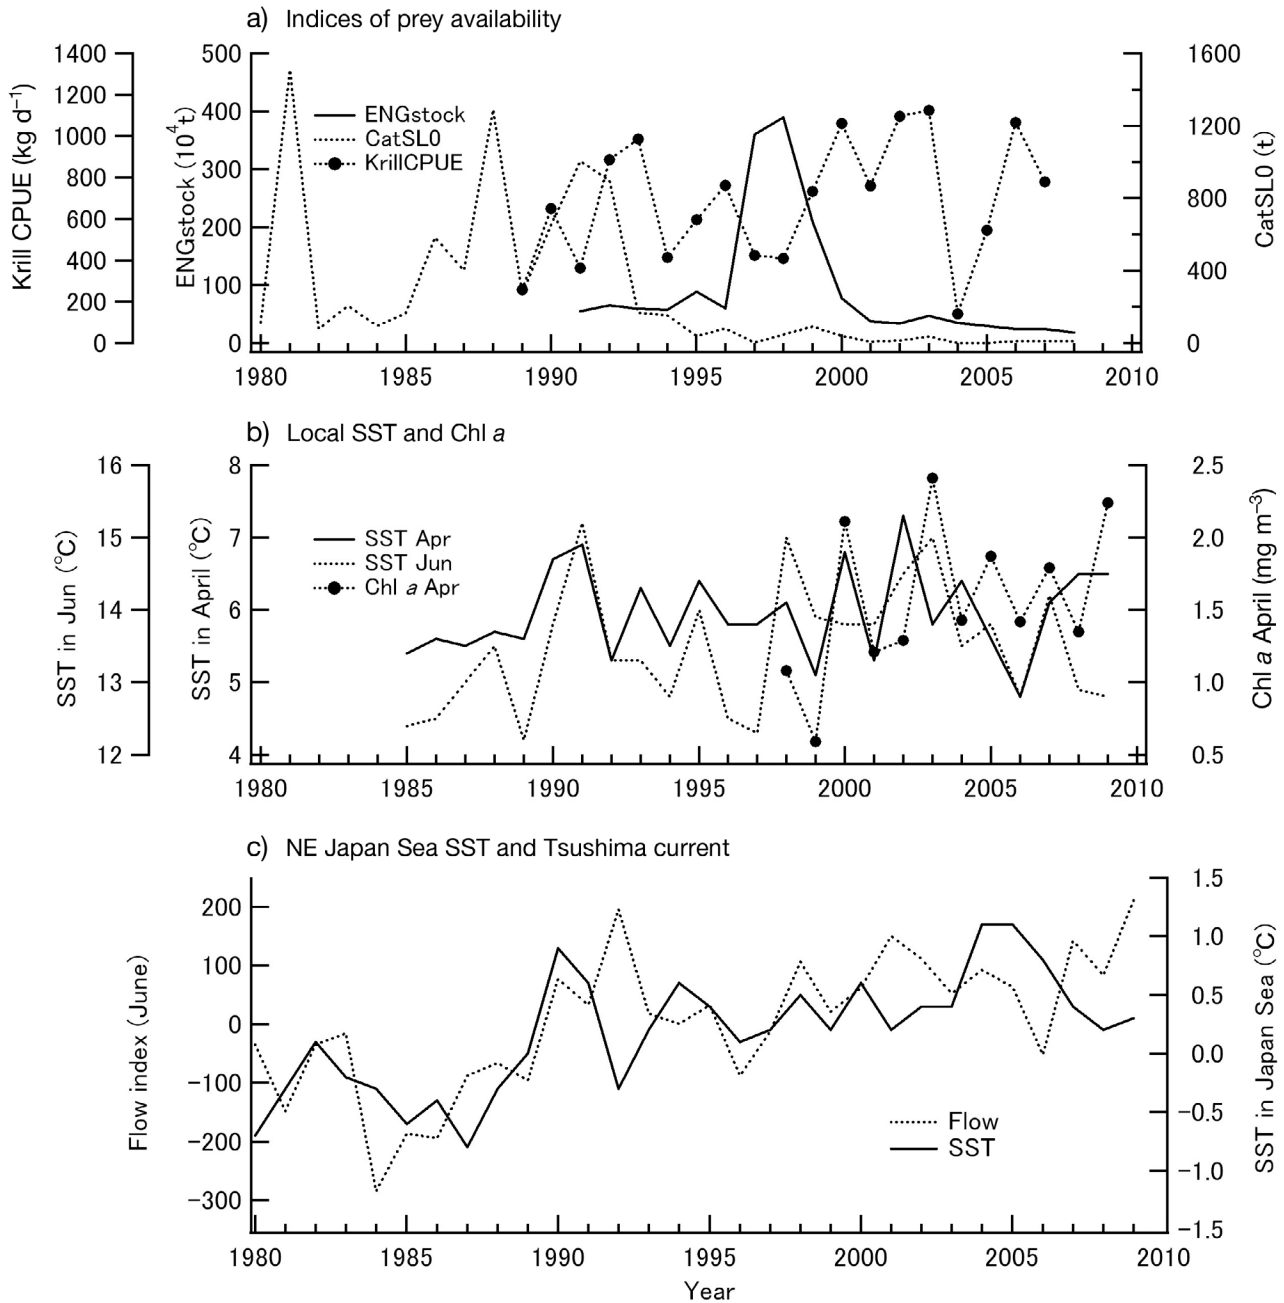 a) Indices of prey availability
Krill CPUE (kg d⁻¹)
1400
1200
1000
800
600
400
200
0
ENGstock (10⁴t)
500
400
300
200
100
0
ENGstock
CatSL0
KrillCPUE
1600
1200
800
400
0
CatSL0 (t)
1980 1985 1990 1995 2000 2005 2010
b) Local SST and Chl a
SST in Jun (°C)
16
15
14
13
12
SST in April (°C)
8
7
6
5
4
SST Apr
SST Jun
Chl a Apr
2.5
2.0
1.5
1.0
0.5
Chl a April (mg m⁻³)
1980 1985 1990 1995 2000 2005 2010
c) NE Japan Sea SST and Tsushima current
Flow index (June)
200
100
0
−100
−200
−300
Flow
SST
1.5
1.0
0.5
0.0
−0.5
−1.0
−1.5
SST in Japan Sea (°C)
1980 1985 1990 1995 2000 2005 2010
Year